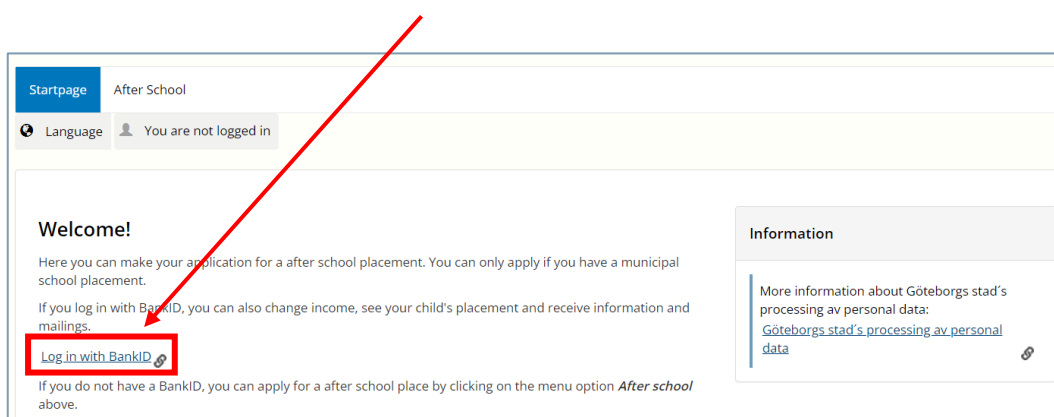 Startpage After School
Language You are not logged in
Welcome!
Here you can make your application for a after school placement. You can only apply if you have a municipal
school placement.
If you log in with BankID, you can also change income, see your child's placement and receive information and
mailings.
Log in with BankID
If you do not have a BankID, you can apply for a after school place by clicking on the menu option After school
above.
Information
More information about Göteborgs stad´s
processing av personal data:
Göteborgs stad´s processing av personal
data